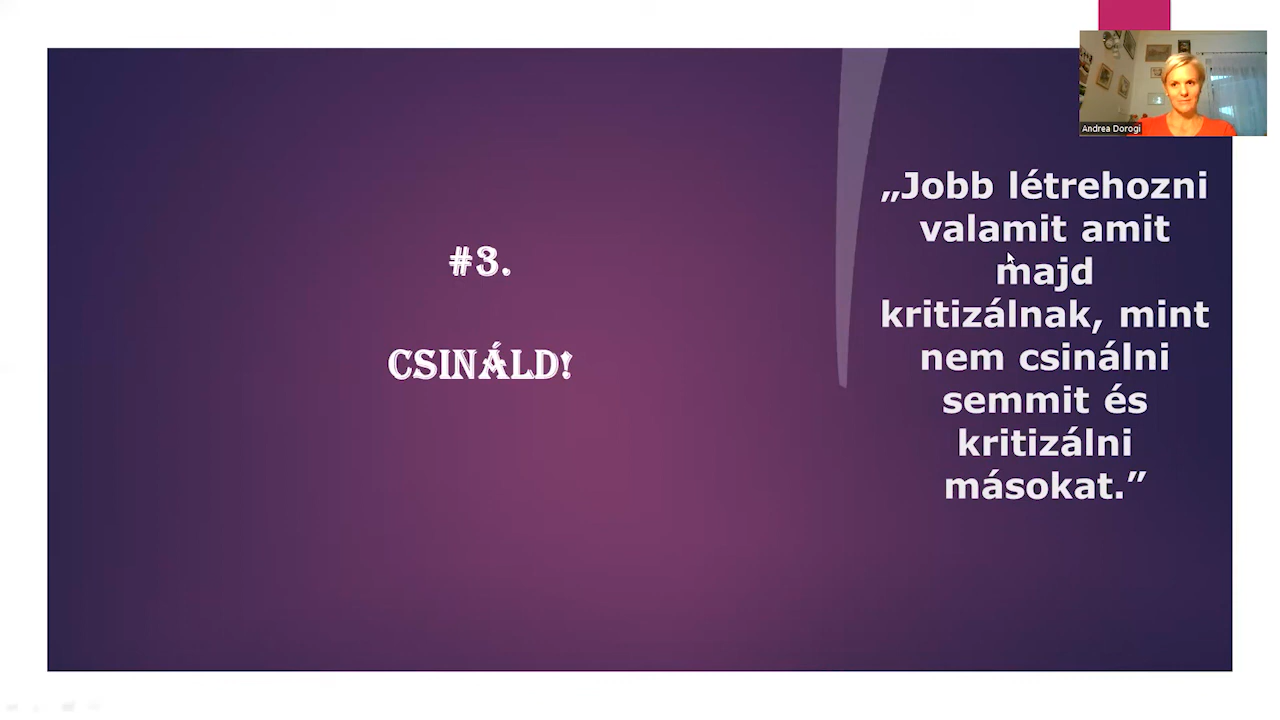 Andrea Dorogi
#3.
CSINÁLD!
„Jobb létrehozni
valamit amit
majd
kritizálnak, mint
nem csinálni
semmit és
kritizálni
másokat.”